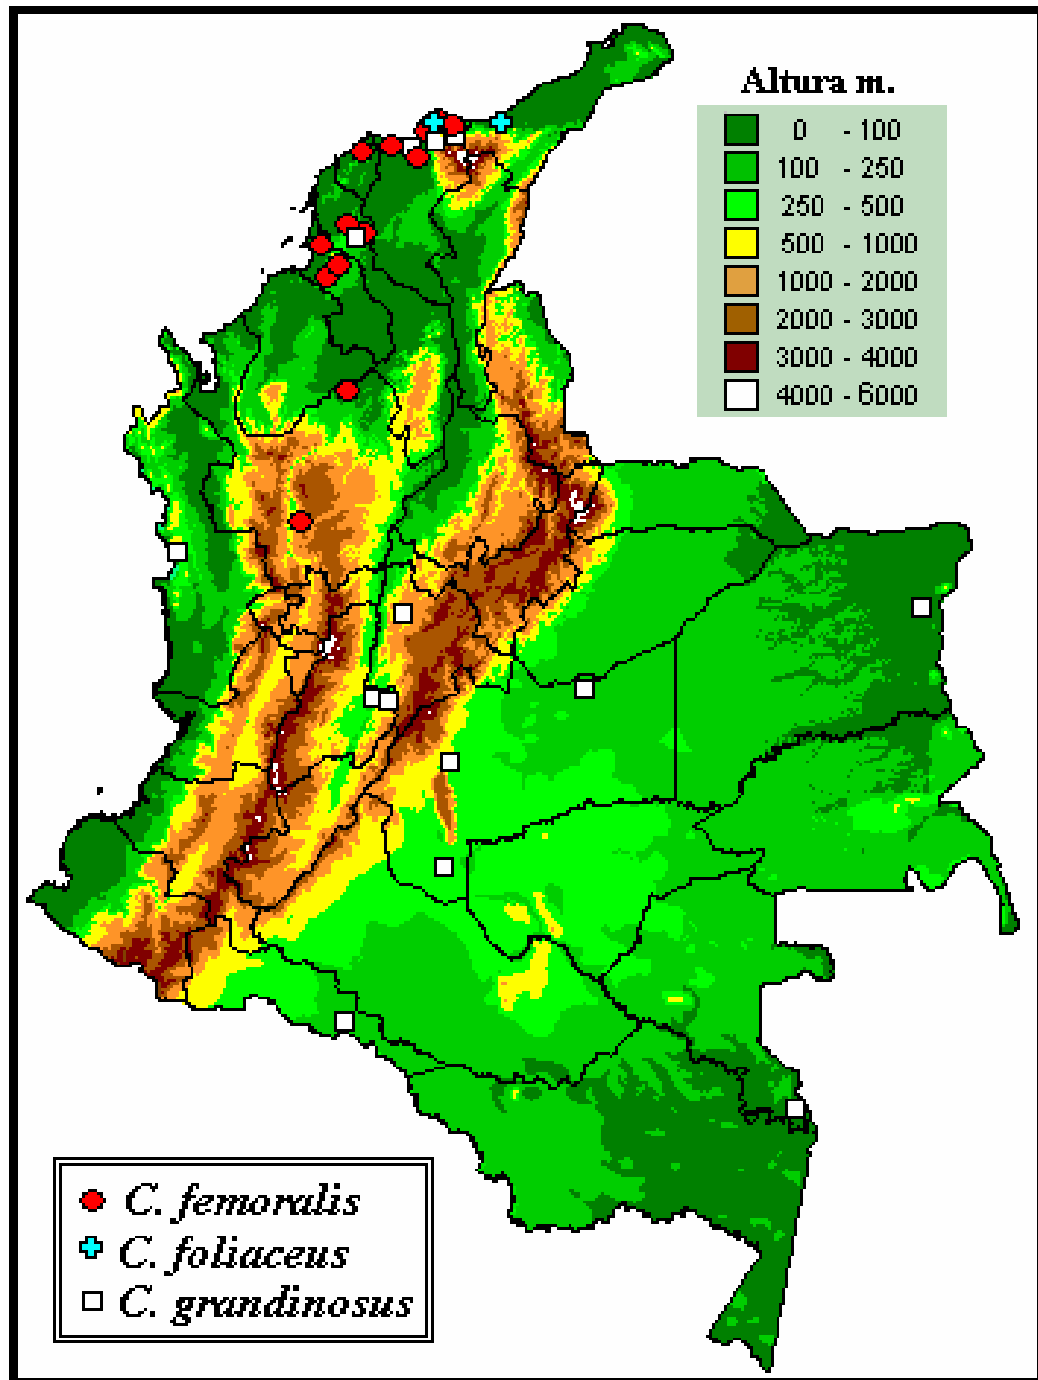 Altura m.
0 - 100
100 - 250
250 - 500
500 - 1000
1000 - 2000
2000 - 3000
3000 - 4000
4000 - 6000
C. femoralis
C. foliaceus
C. grandinosus